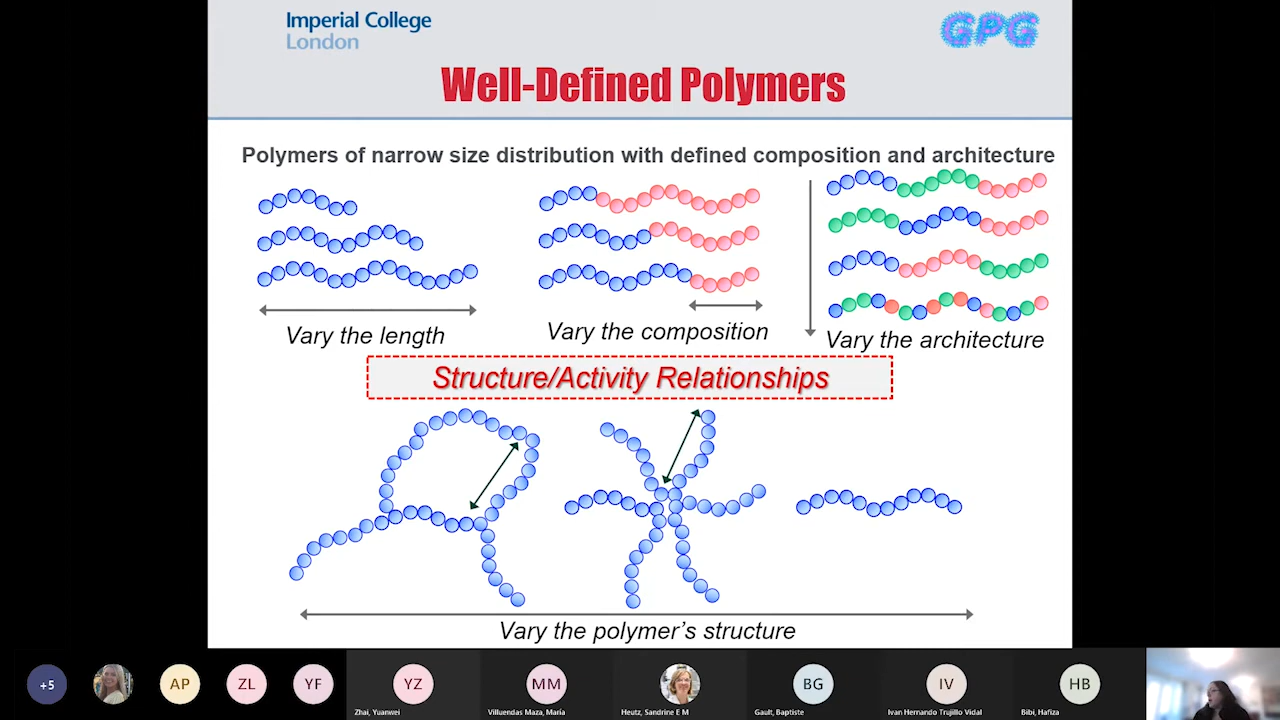 Imperial College
London
GPG
Well-Defined Polymers
Polymers of narrow size distribution with defined composition and architecture
Vary the length
Vary the composition
Vary the architecture
Structure/Activity Relationships
Vary the polymer's structure
+5
AP
ZL
YF
YZ
MM
BG
IV
HB
Zhai, Yuanwei
Villuendas Maza, María
Heutz, Sandrine E M
Gault, Baptiste
Ivan Hernando Trujillo Vidal
Bibi, Hafiza